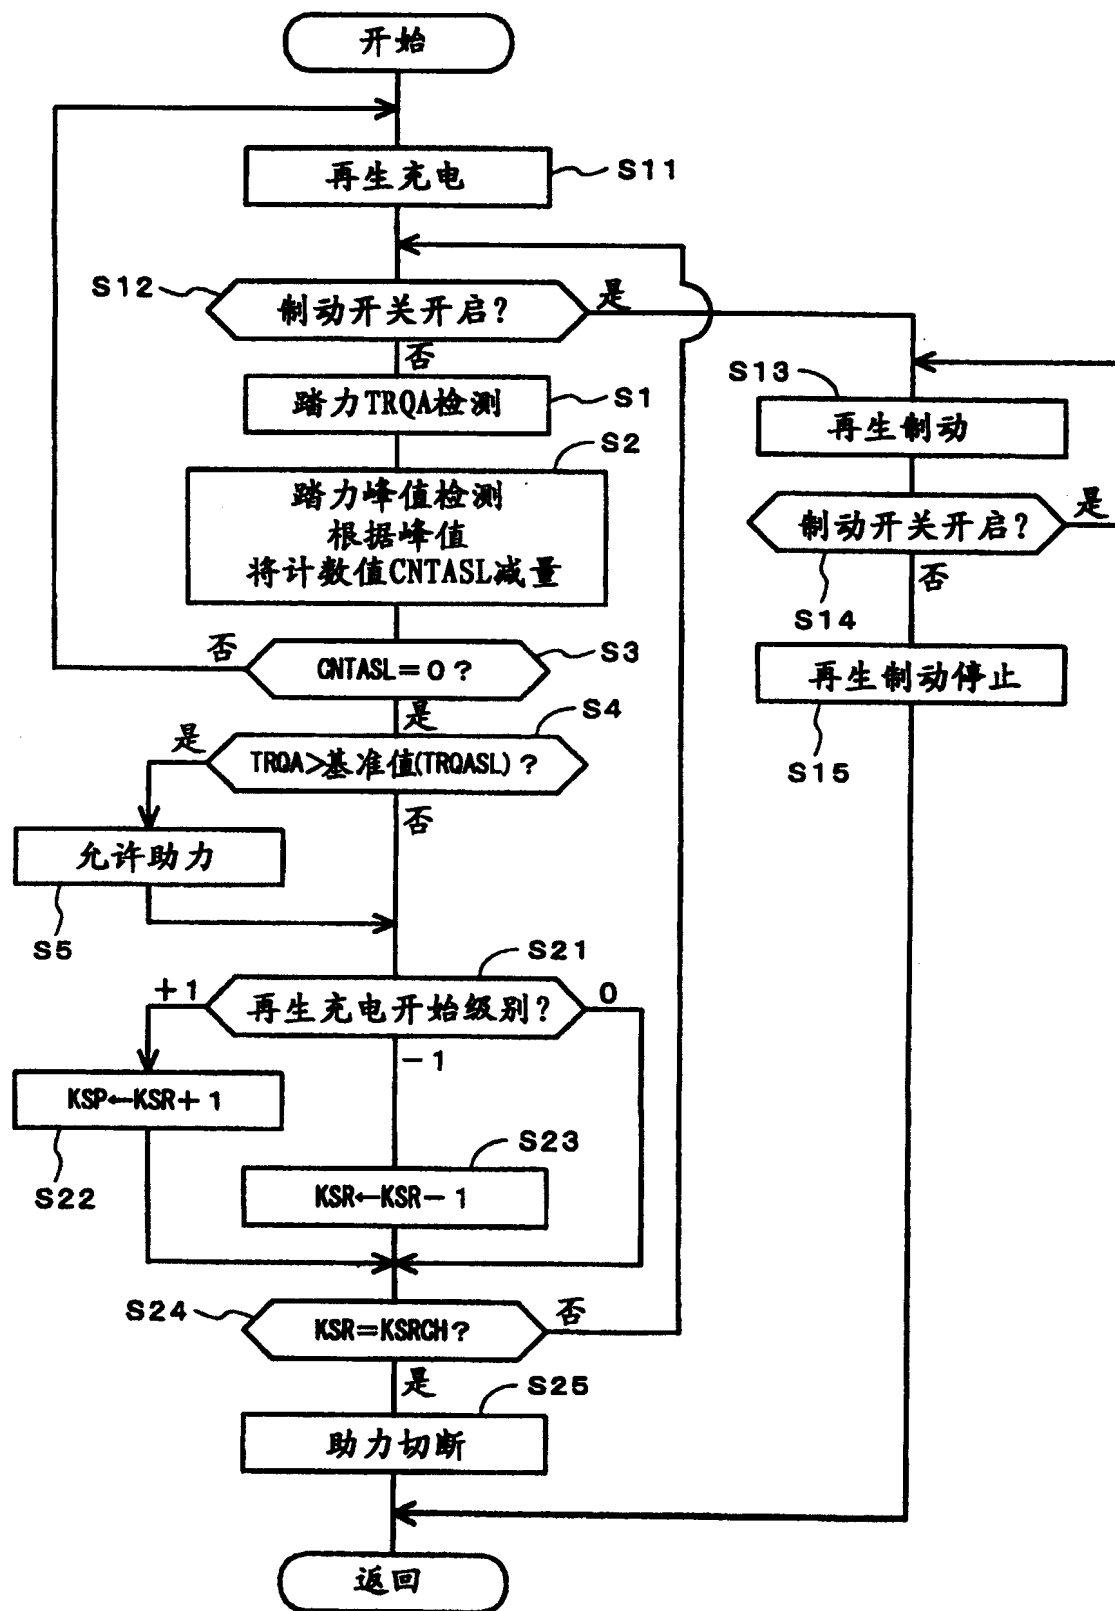 开始
再生充电
S11
S12
制动开关开启?
是
否
踏力TRQA检测
S1
S2
踏力峰值检测
根据峰值
将计数值CNTASL减量
否
CNTASL=0?
S3
是
S4
是
TRQA>基准值(TRQASL)?
否
允许助力
S5
S21
+1
再生充电开始级别?
0
-1
KSP←KSR+1
S22
S23
KSR←KSR-1
S24
KSR=KSRCH?
否
是
S25
助力切断
返回
S13
再生制动
制动开关开启?
是
S14
否
再生制动停止
S15